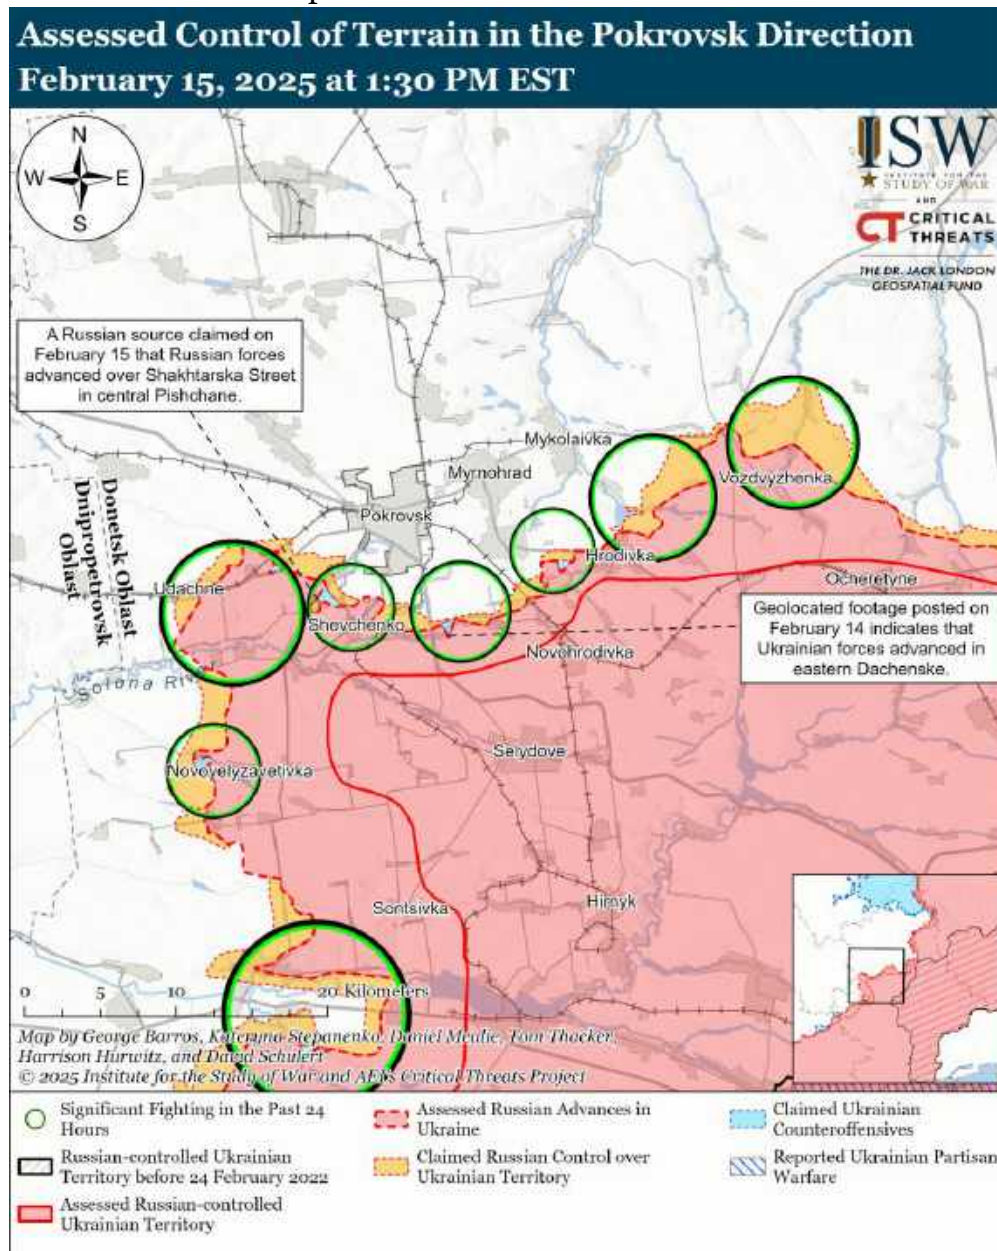 Assessed Control of Terrain in the Pokrovsk Direction
February 15, 2025 at 1:30 PM EST
N
W
E
S
ISW
INSTITUTE FOR THE
STUDY OF WAR
AND
CT CRITICAL
THREATS
THE DR. JACK LONDON
GEOSPATIAL FUND
A Russian source claimed on
February 15 that Russian forces
advanced over Shakhtarska Street
in central Pishchane.
Mykolaivka
Myrnohrad
Vozdvyzhenka
Pokrovsk
Donetsk Oblast
Dnipropetrovsk
Oblast
Hrodivka
Udachne
Ocheretyne
Shevchenko
Geolocated footage posted on
February 14 indicates that
Ukrainian forces advanced in
eastern Dachenske.
Novohrodivka
Solona
Selydove
Novoyelyzavetivka
Sontsivka
Hirnyk
0 5 10 20 Kilometers
Map by George Barros, Kateryna Stepanenko, Daniel Mealie, Tom Thacker,
Harrison Hurwitz, and David Schulert
© 2025 Institute for the Study of War and AEI's Critical Threats Project
Significant Fighting in the Past 24
Hours
Russian-controlled Ukrainian
Territory before 24 February 2022
Assessed Russian-controlled
Ukrainian Territory
Assessed Russian Advances in
Ukraine
Claimed Russian Control over
Ukrainian Territory
Claimed Ukrainian
Counteroffensives
Reported Ukrainian Partisan
Warfare